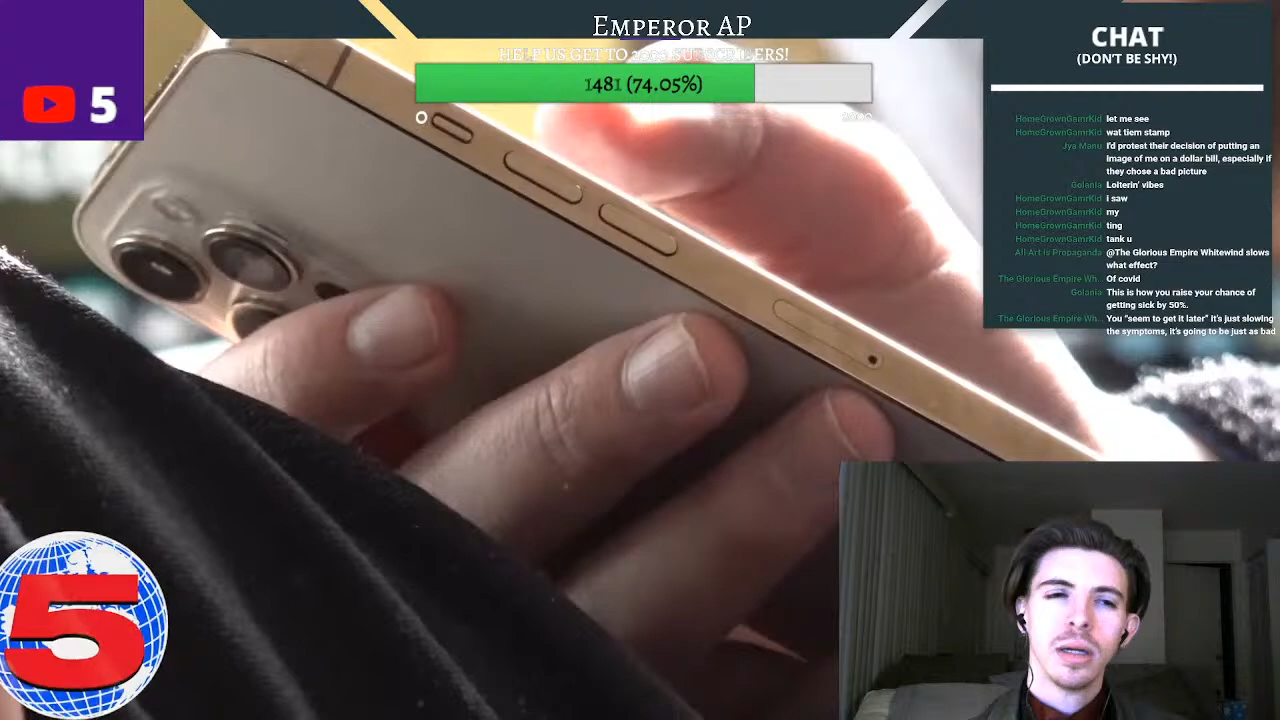 Emperor AP
HELP US GET TO 2000 SUBSCRIBERS!
1481 (74.05%)
0
2000
5
CHAT
(DON'T BE SHY!)
HomeGrownGamrKid let me see
HomeGrownGamrKid wat tiem stamp
Jya Manu I'd protest their decision of putting an
image of me on a dollar bill, especially if
they chose a bad picture
Golania Lolterin' vibes
HomeGrownGamrKid i saw
HomeGrownGamrKid my
HomeGrownGamrKid ting
HomeGrownGamrKid tank u
All Art is Propaganda @The Glorious Empire Whitewind slows
what effect?
The Glorious Empire Wh... Of covid
Golania This is how you raise your chance of
getting sick by 50%.
The Glorious Empire Wh... You "seem to get it later" it's just slowing
the symptoms, it's going to be just as bad
5